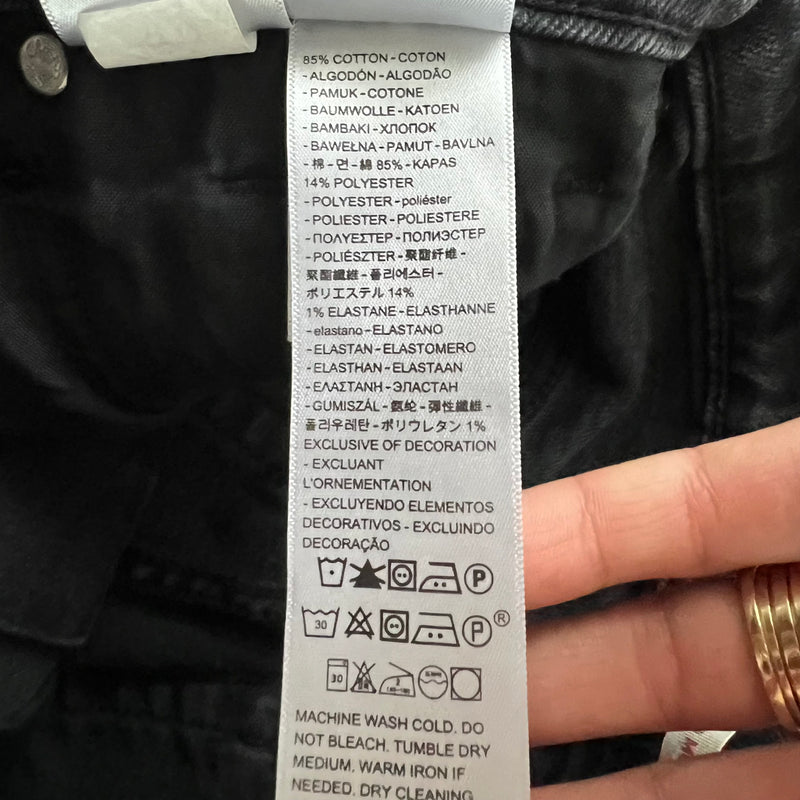 85% COTTON - COTON
- ALGODÓN - ALGODÃO
- PAMUK - COTONE
- BAUMWOLLE - KATOEN
- BAMBAKI - ХЛОПОК
- BAWEŁNA - PAMUT - BAVLNA
- 棉 - 면 - 綿 85% - KAPAS
14% POLYESTER
- POLYESTER - poliéster
- POLIESTER - POLIESTERE
- ΠΟΛΥΕΣΤΕΡ - ПОЛИЭСТЕР
- POLIÉSZTER - 聚酯纤维 -
聚酯纖維 - 폴리에스터 -
ポリエステル 14%
1% ELASTANE - ELASTHANNE
- elastano - ELASTANO
- ELASTAN - ELASTOMERO
- ELASTHAN - ELASTAAN
- ΕΛΑΣΤΑΝΗ - ЭЛАСТАН
- GUMISZÁL - 氨纶 - 彈性纖維 -
폴리우레탄 - ポリウレタン 1%
EXCLUSIVE OF DECORATION
- EXCLUANT
L'ORNEMENTATION
- EXCLUYENDO ELEMENTOS
DECORATIVOS - EXCLUINDO
DECORAÇÃO
P
30 P ®
30
MACHINE WASH COLD. DO
NOT BLEACH. TUMBLE DRY
MEDIUM. WARM IRON IF
NEEDED. DRY CLEANING